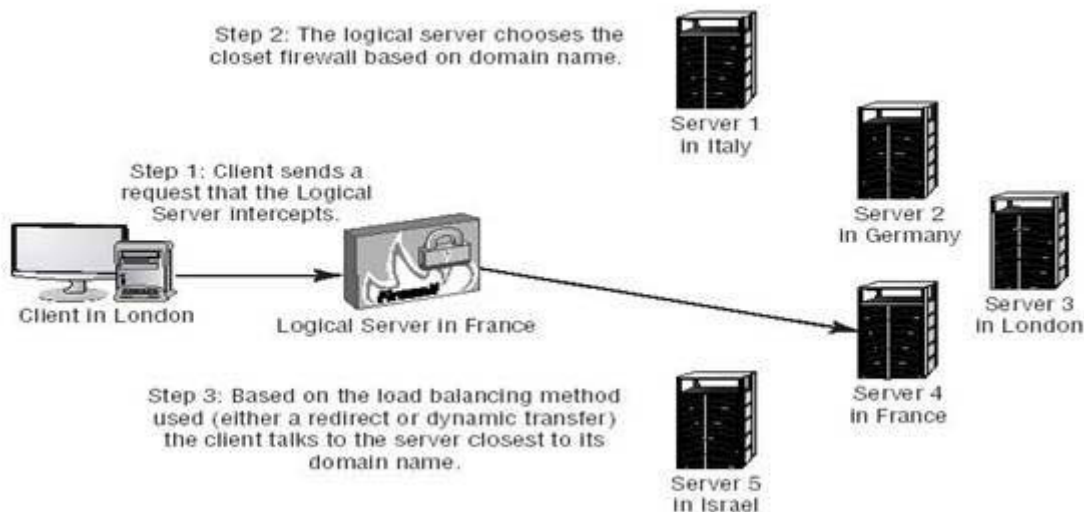 Step 2: The logical server chooses the
closet firewall based on domain name.
Server 1
in Italy
Step 1: Client sends a
request that the Logical
Server intercepts.
Server 2
in Germany
Firewall
Server 3
in London
Client in London
Logical Server in France
Server 4
in France
Step 3: Based on the load balancing method
used (either a redirect or dynamic transfer)
the client talks to the server closest to its
domain name.
Server 5
in Israel